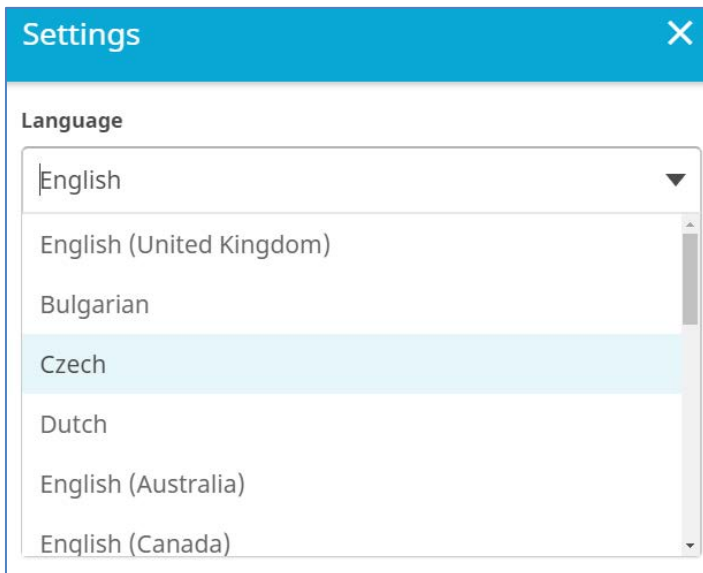 Settings
Language
English
English (United Kingdom)
Bulgarian
Czech
Dutch
English (Australia)
English (Canada)